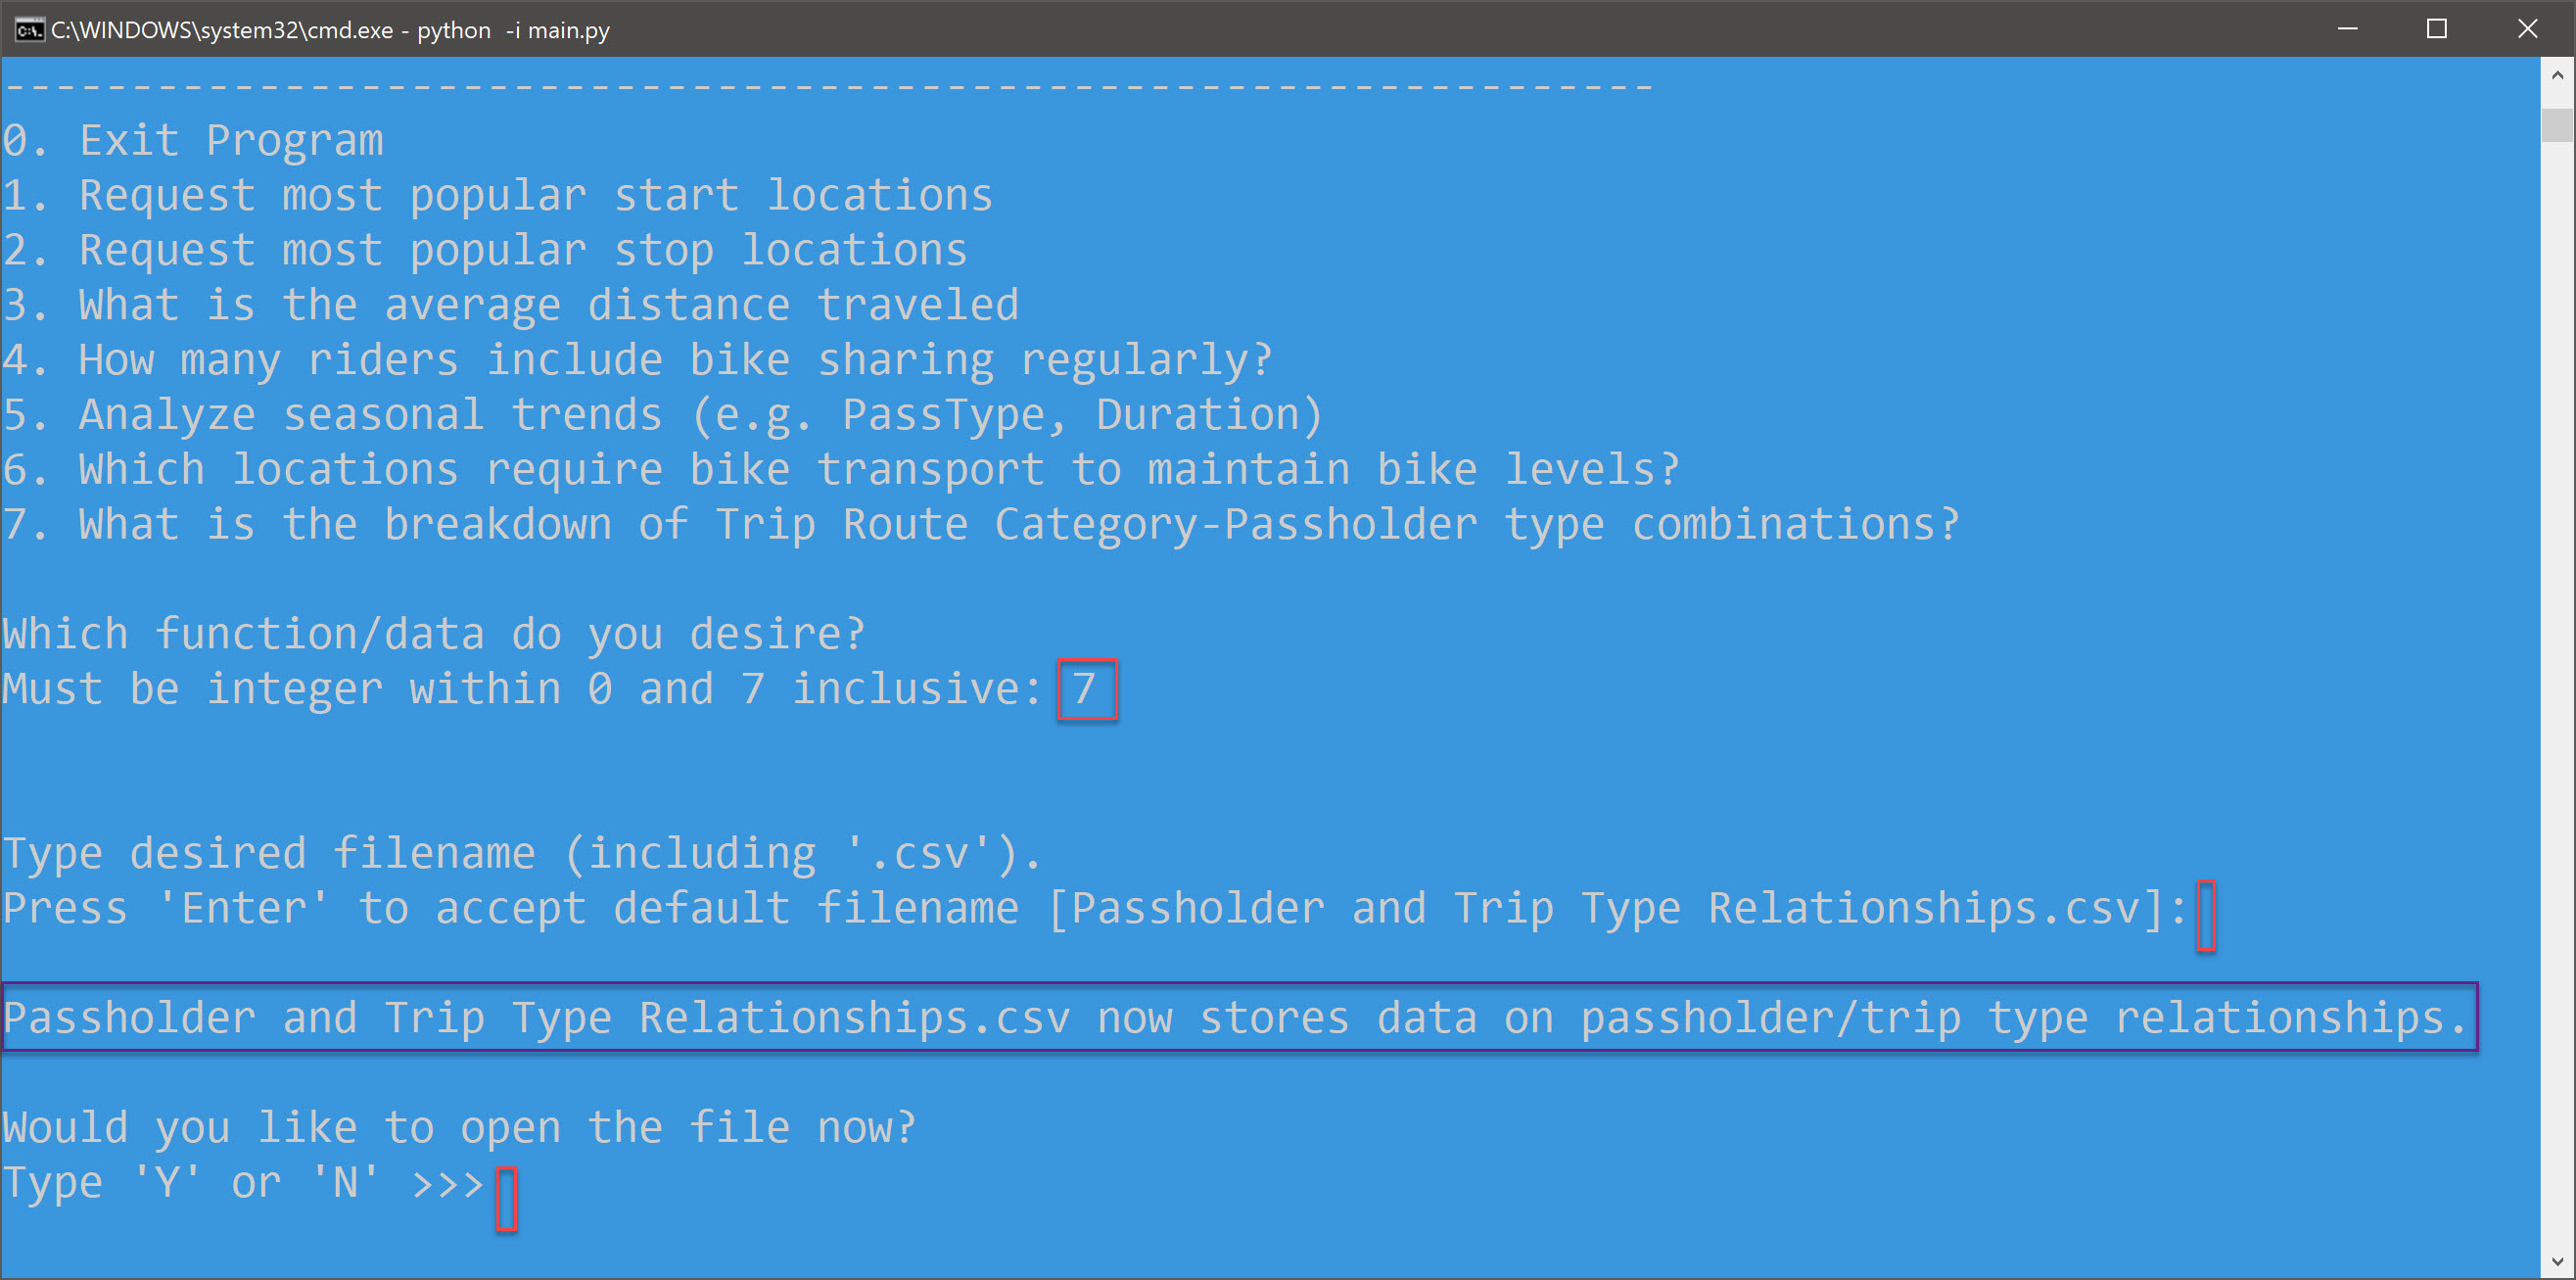 C:\WINDOWS\system32\cmd.exe - python  -i main.py
-----------------------------------------------------------------
0. Exit Program
1. Request most popular start locations
2. Request most popular stop locations
3. What is the average distance traveled
4. How many riders include bike sharing regularly?
5. Analyze seasonal trends (e.g. PassType, Duration)
6. Which locations require bike transport to maintain bike levels?
7. What is the breakdown of Trip Route Category-Passholder type combinations?
Which function/data do you desire?
Must be integer within 0 and 7 inclusive: 7
Type desired filename (including '.csv').
Press 'Enter' to accept default filename [Passholder and Trip Type Relationships.csv]:
Passholder and Trip Type Relationships.csv now stores data on passholder/trip type relationships.
Would you like to open the file now?
Type 'Y' or 'N' >>>